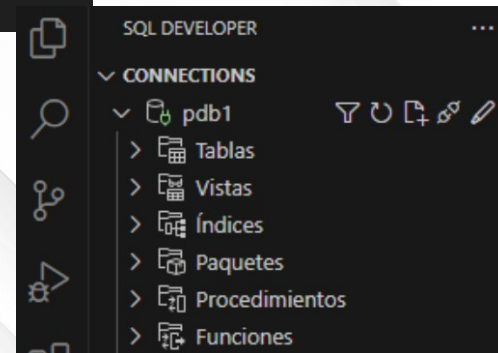 SQL DEVELOPER
CONNECTIONS
pdb1
Tablas
Vistas
Índices
Paquetes
Procedimientos
Funciones